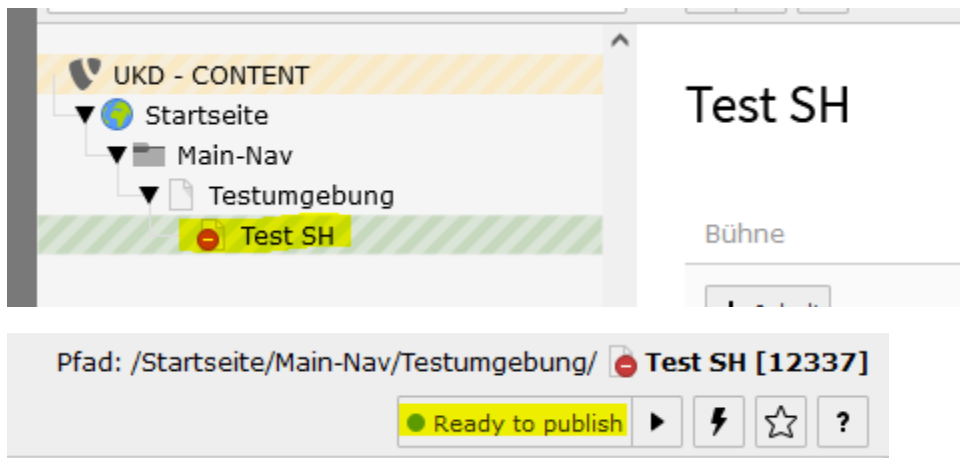 UKD - CONTENT
Startseite
Main-Nav
Testumgebung
Test SH
Test SH
Bühne
Pfad: /Startseite/Main-Nav/Testumgebung/ Test SH [12337]
Ready to publish
?